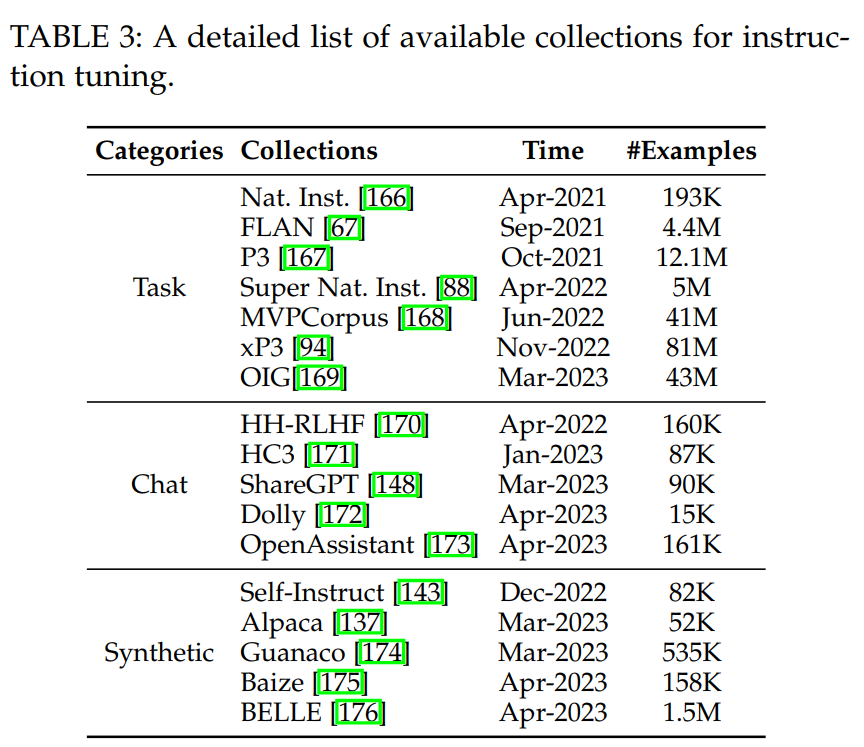 TABLE 3: A detailed list of available collections for instruc-
tion tuning.
Categories Collections Time #Examples
Nat. Inst. [166] Apr-2021 193K
FLAN [67] Sep-2021 4.4M
P3 [167] Oct-2021 12.1M
Task Super Nat. Inst. [88] Apr-2022 5M
MVPCorpus [168] Jun-2022 41M
xP3 [94] Nov-2022 81M
OIG[169] Mar-2023 43M
HH-RLHF [170] Apr-2022 160K
HC3 [171] Jan-2023 87K
Chat ShareGPT [148] Mar-2023 90K
Dolly [172] Apr-2023 15K
OpenAssistant [173] Apr-2023 161K
Self-Instruct [143] Dec-2022 82K
Alpaca [137] Mar-2023 52K
Synthetic Guanaco [174] Mar-2023 535K
Baize [175] Apr-2023 158K
BELLE [176] Apr-2023 1.5M